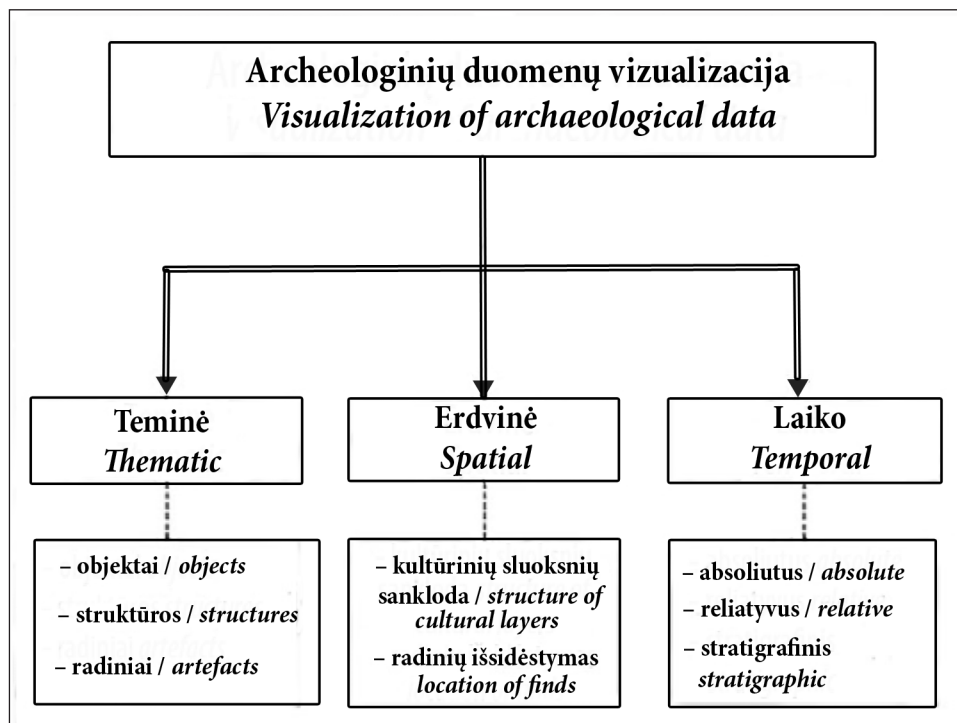 Archeologinių duomenų vizualizacija
Visualization of archaeological data
Teminė
Thematic
Erdvinė
Spatial
Laiko
Temporal
– objektai / objects
– struktūros / structures
– radiniai / artefacts
– kultūrinių sluoksnių
sankloda / structure of
cultural layers
– radinių išsidėstymas
location of finds
– absoliutus / absolute
– reliatyvus / relative
– stratigrafinis
stratigraphic